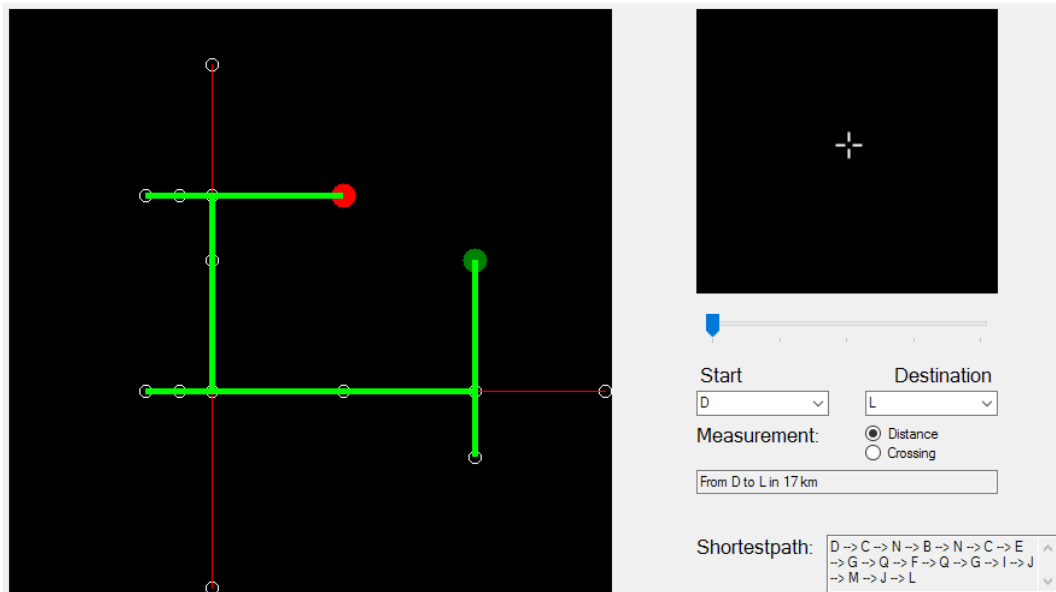 Start
Destination
D
L
Measurement:
Distance
Crossing
From D to L in 17 km
Shortestpath:
D --> C --> N --> B --> N --> C --> E
--> G --> Q --> F --> Q --> G --> I --> J
--> M --> J --> L